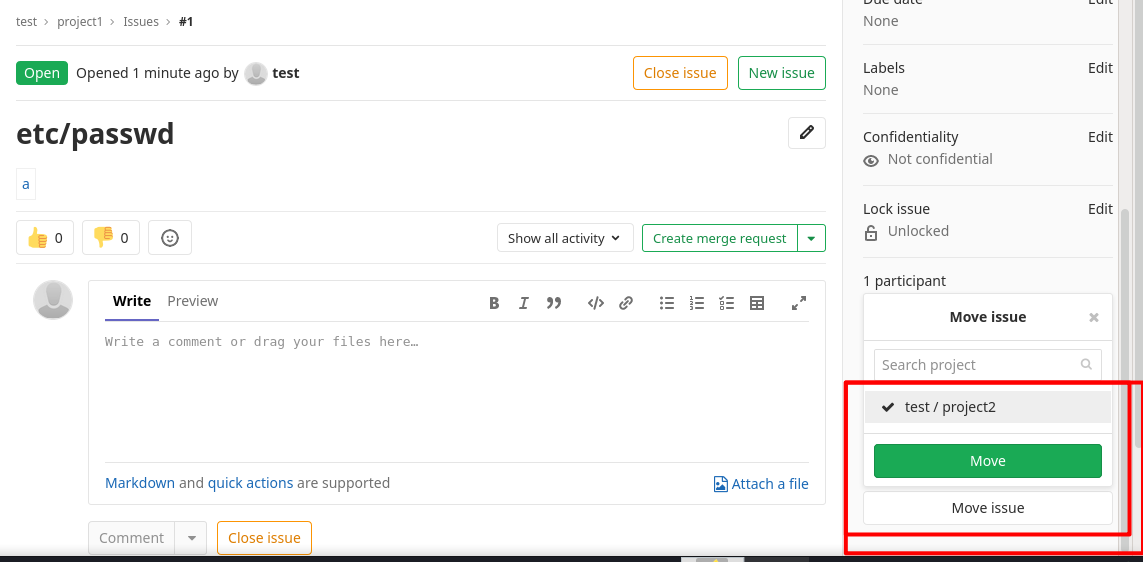 test › project1 › Issues › #1
Open Opened 1 minute ago by test
Close issue New issue
etc/passwd
a
0 0 Show all activity Create merge request
Write Preview
Write a comment or drag your files here…
Markdown and quick actions are supported Attach a file
Comment Close issue
Due date Edit
None
Labels Edit
None
Confidentiality Edit
Not confidential
Lock issue Edit
Unlocked
1 participant
Move issue
Search project
test / project2
Move
Move issue